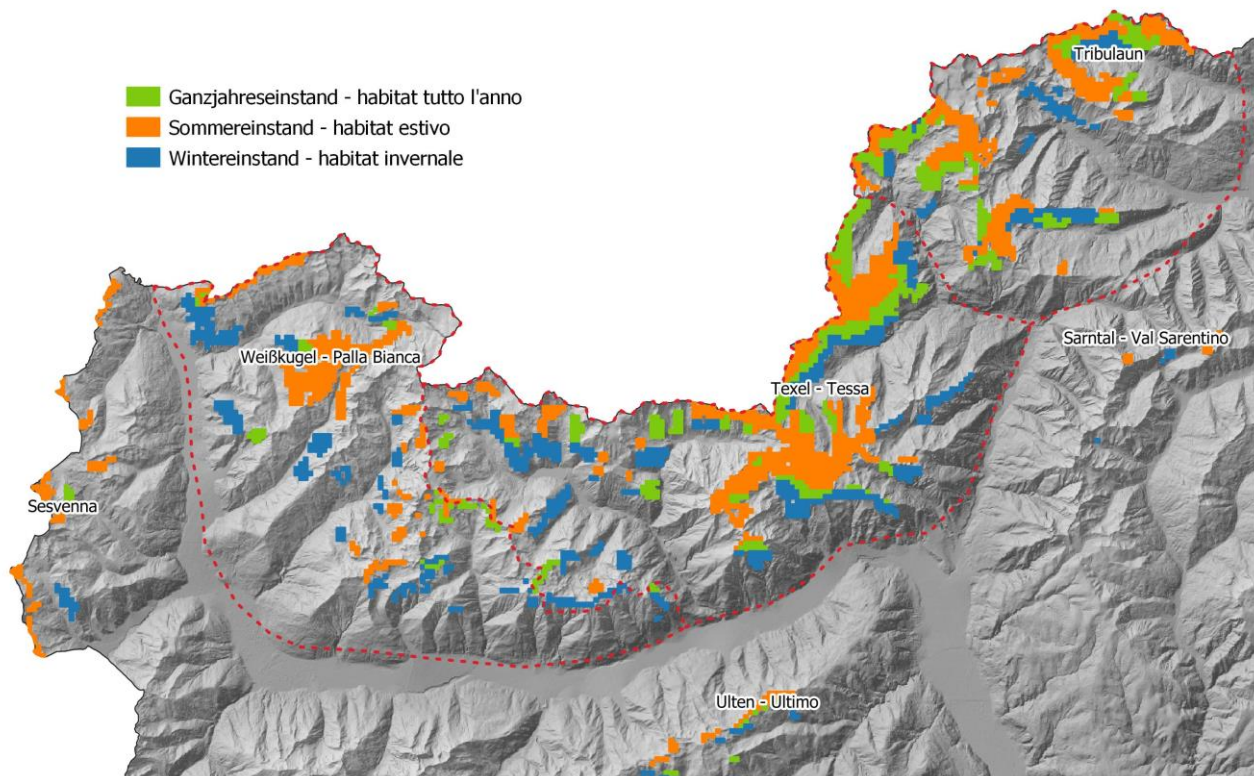 Tribulaun
Ganzjahreseinstand - habitat tutto l'anno
Sommereinstand - habitat estivo
Wintereinstand - habitat invernale
Sarntal - Val Sarentino
Weißkugel - Palla Bianca
Texel - Tessa
Sesvenna
Ulten - Ultimo